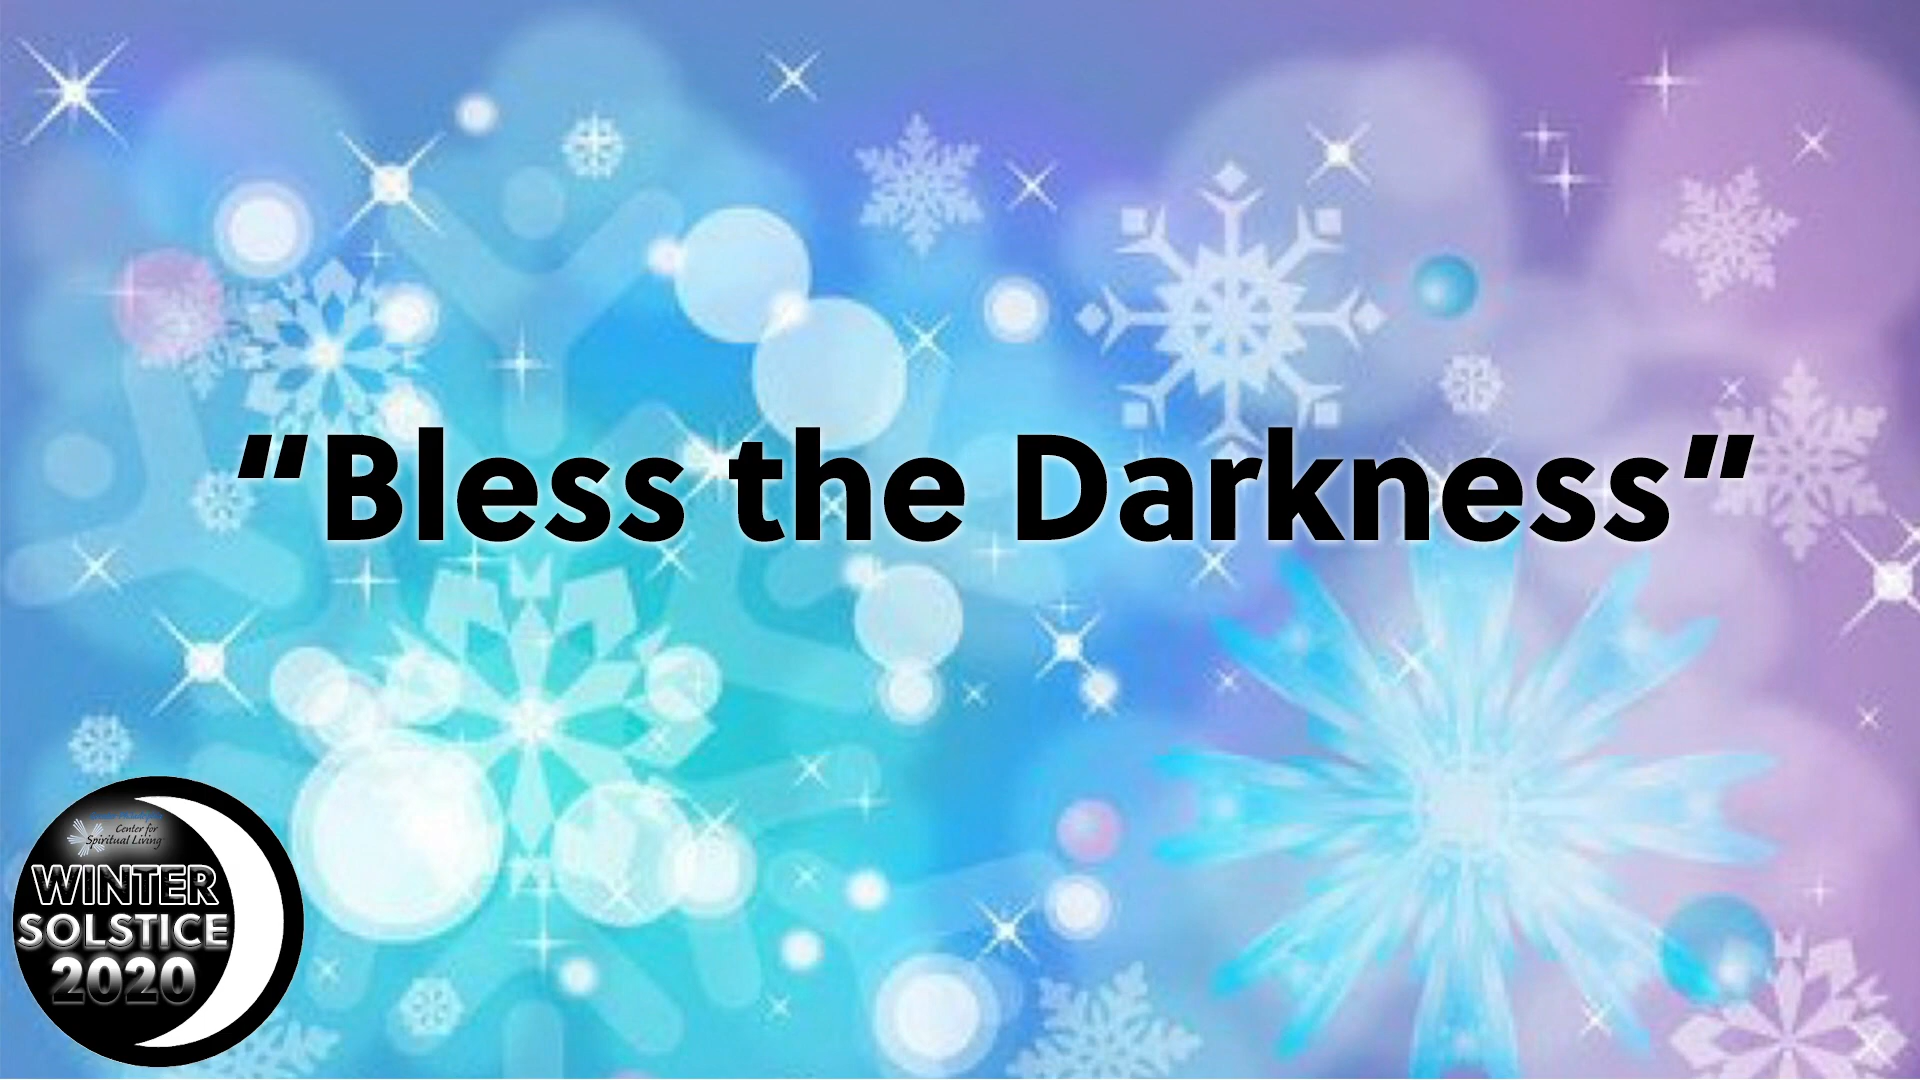 “Bless the Darkness”
Center for
Spiritual Living
WINTER
SOLSTICE
2020